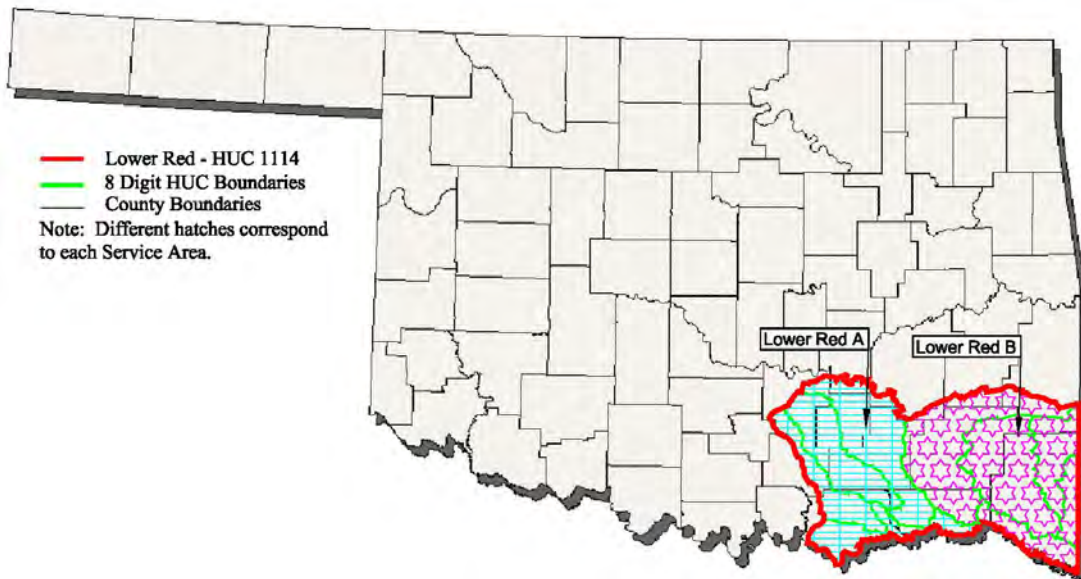 Lower Red - HUC 1114
8 Digit HUC Boundaries
County Boundaries
Note: Different hatches correspond
to each Service Area.
Lower Red A
Lower Red B